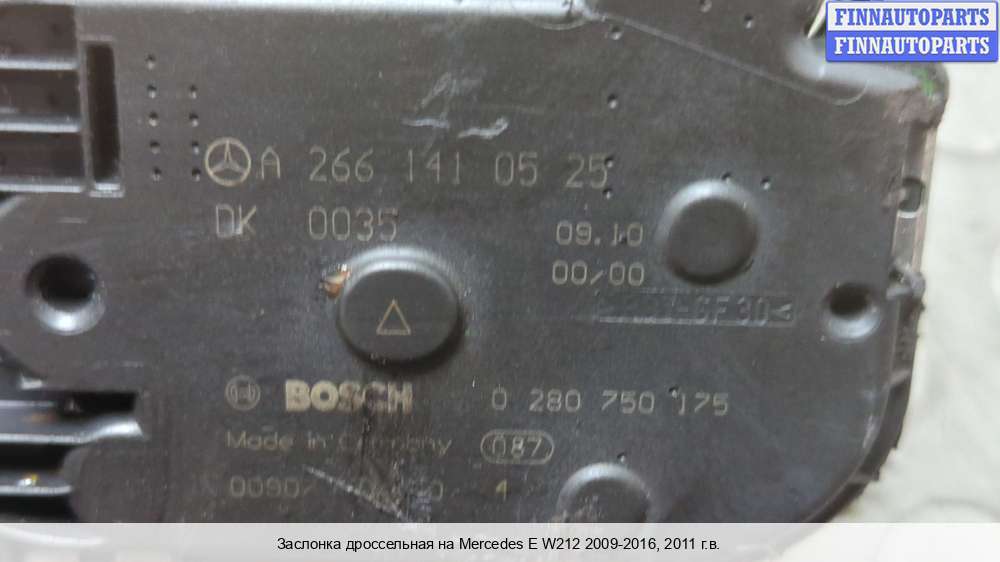 FINNAUTOPARTS
FINNAUTOPARTS
A 266 141 05 25
DK 0035
09.10
00/00
BOSCH 0 280 750 175
Made in Germany 087
4
Заслонка дроссельная на Mercedes E W212 2009-2016, 2011 г.в.